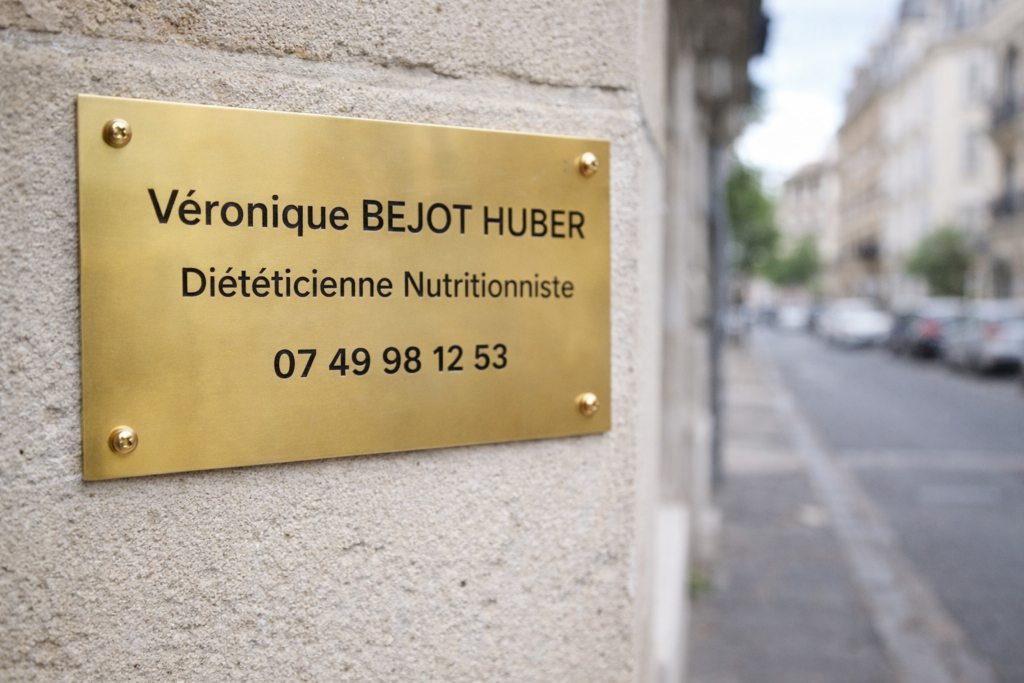 Véronique BEJOT HUBER
Diététicienne Nutritionniste
07 49 98 12 53